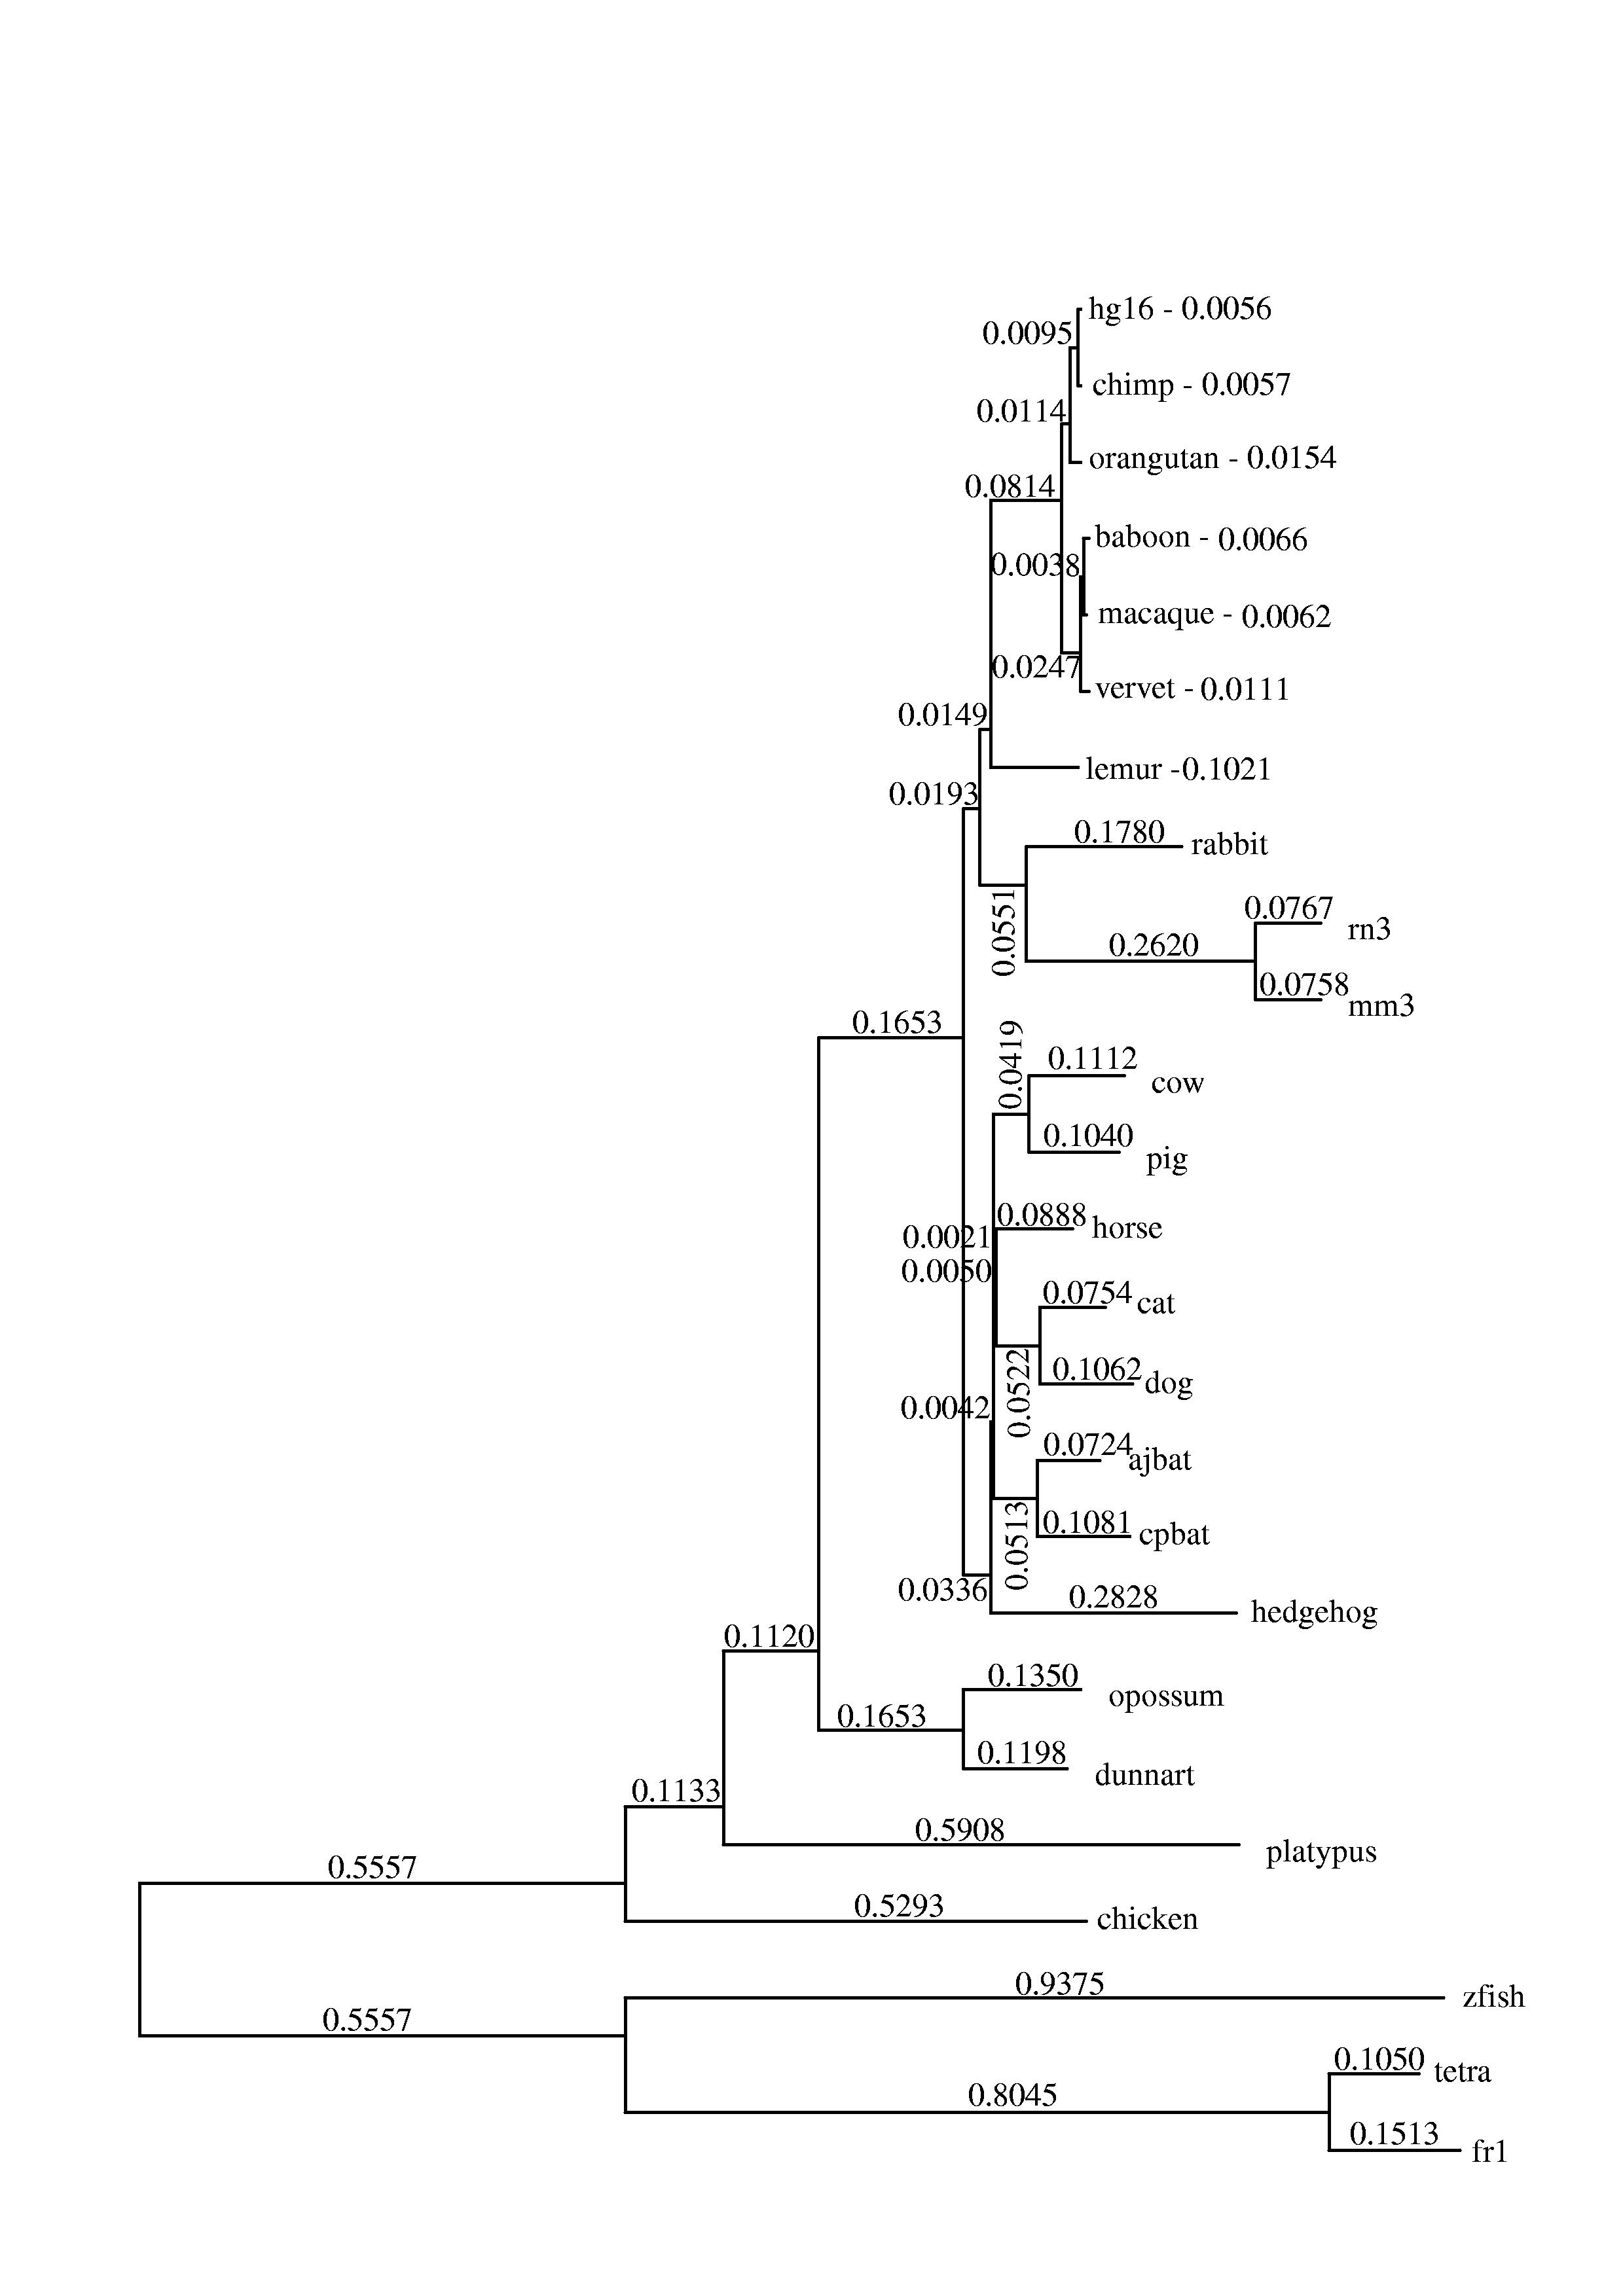 hg16 - 0.0056
0.0095
chimp - 0.0057
0.0114
orangutan - 0.0154
0.0814
baboon - 0.0066
0.0038
macaque - 0.0062
0.0247
vervet - 0.0111
0.0149
lemur -0.1021
0.0193
0.1780
rabbit
0.0551
0.0767
rn3
0.2620
0.0758
mm3
0.1653
0.0419
0.1112
cow
0.1040
pig
0.0888
horse
0.0021
0.0050
0.0754
cat
0.0522
0.1062
dog
0.0042
0.0724
ajbat
0.0513
0.1081
cpbat
0.0336
0.2828
hedgehog
0.1120
0.1350
opossum
0.1653
0.1198
dunnart
0.1133
0.5908
platypus
0.5557
0.5293
chicken
0.9375
zfish
0.5557
0.1050
tetra
0.8045
0.1513
fr1